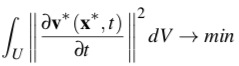 ∫_U ‖ ∂v*(x*, t) / ∂t ‖² dV → min